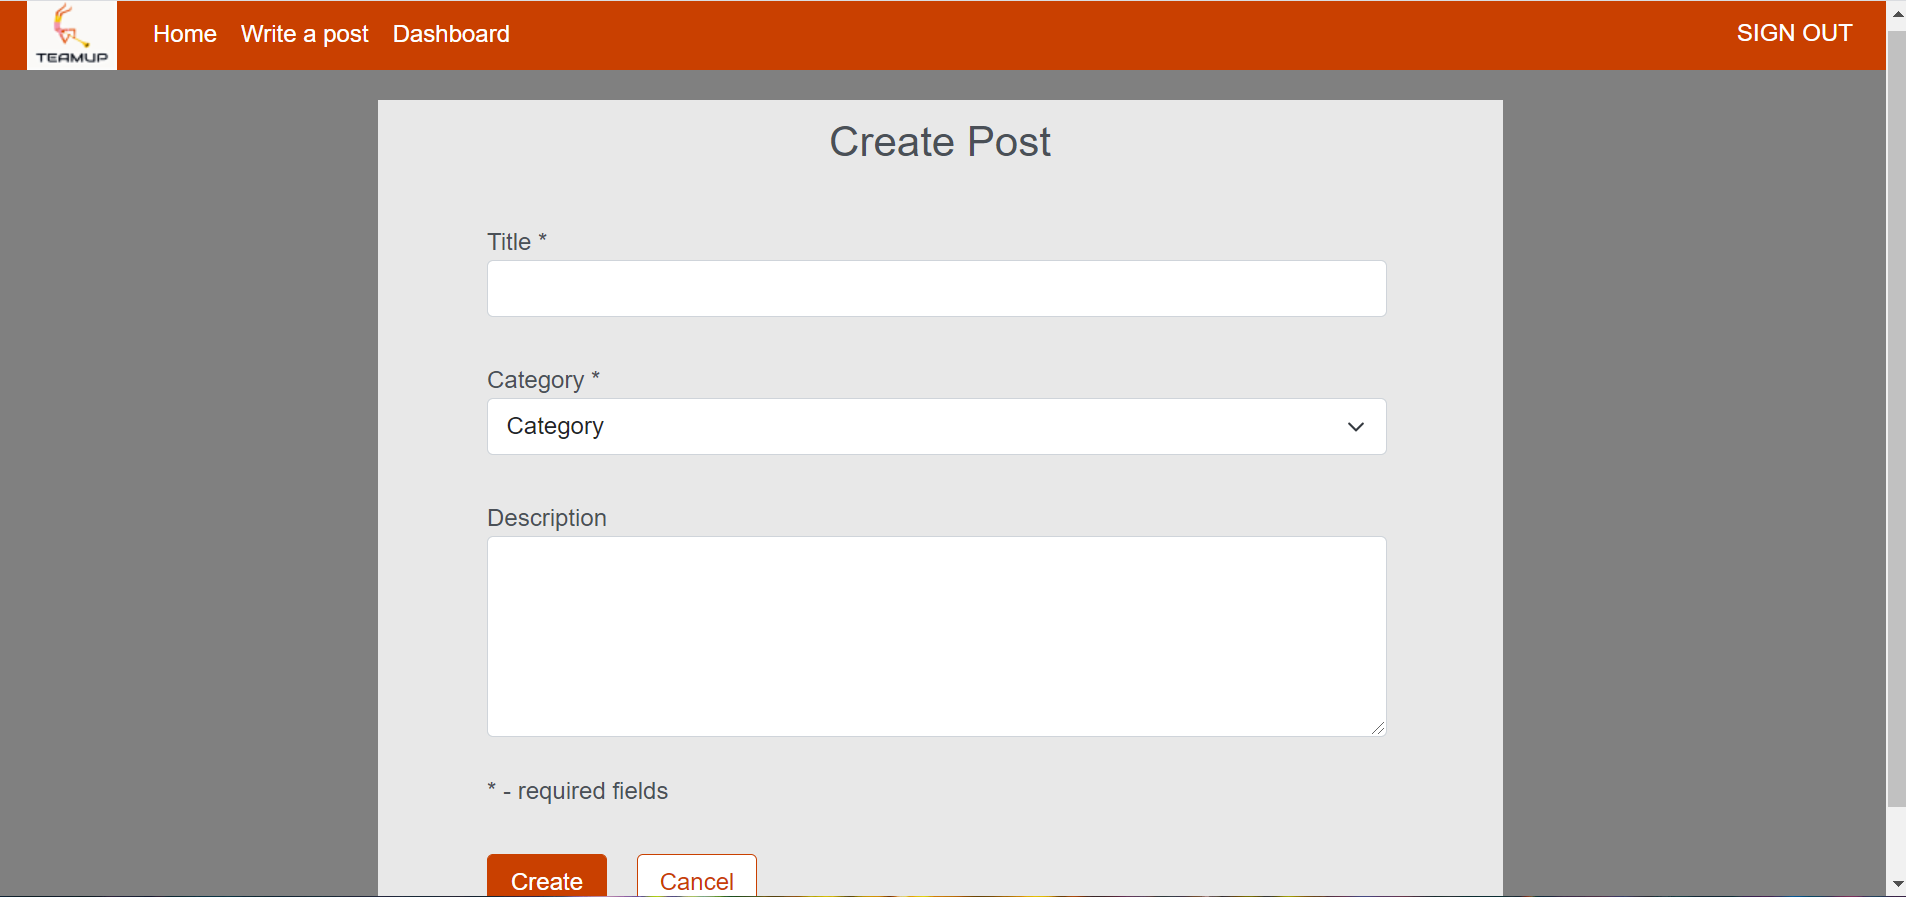 TEAMUP
Home Write a post Dashboard SIGN OUT
Create Post
Title *
Category *
Category
Description
* - required fields
Create Cancel